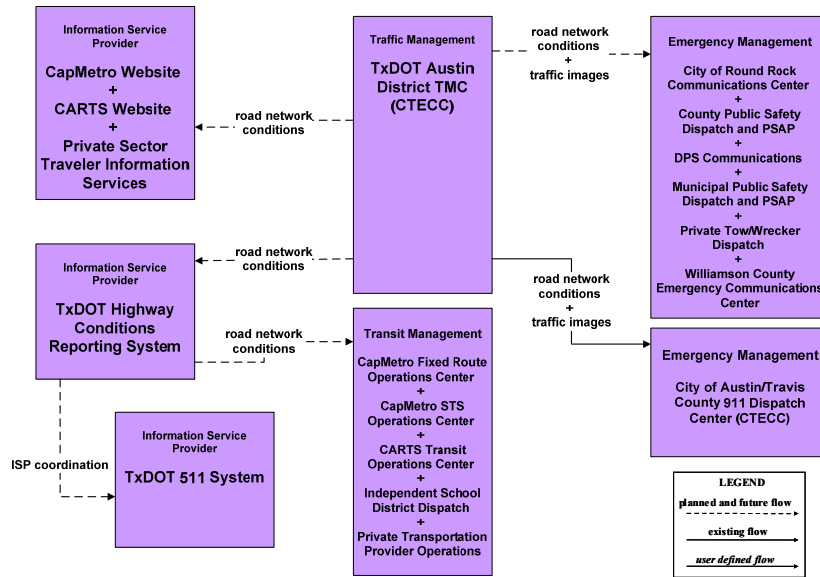 Information Service
Provider
CapMetro Website
+
CARTS Website
+
Private Sector
Traveler Information
Services
road network
conditions
Traffic Management
TxDOT Austin
District TMC
(CTECC)
road network
conditions
+
traffic images
Emergency Management
City of Round Rock
Communications Center
+
County Public Safety
Dispatch and PSAP
+
DPS Communications
+
Municipal Public Safety
Dispatch and PSAP
+
Private Tow/Wrecker
Dispatch
+
Williamson County
Emergency Communications
Center
Information Service
Provider
TxDOT Highway
Conditions
Reporting System
road network
conditions
road network
conditions
road network
conditions
+
traffic images
Transit Management
CapMetro Fixed Route
Operations Center
+
CapMetro STS
Operations Center
+
CARTS Transit
Operations Center
+
Independent School
District Dispatch
+
Private Transportation
Provider Operations
Emergency Management
City of Austin/Travis
County 911 Dispatch
Center (CTECC)
ISP coordination
Information Service
Provider
TxDOT 511 System
LEGEND
planned and future flow
existing flow
user defined flow